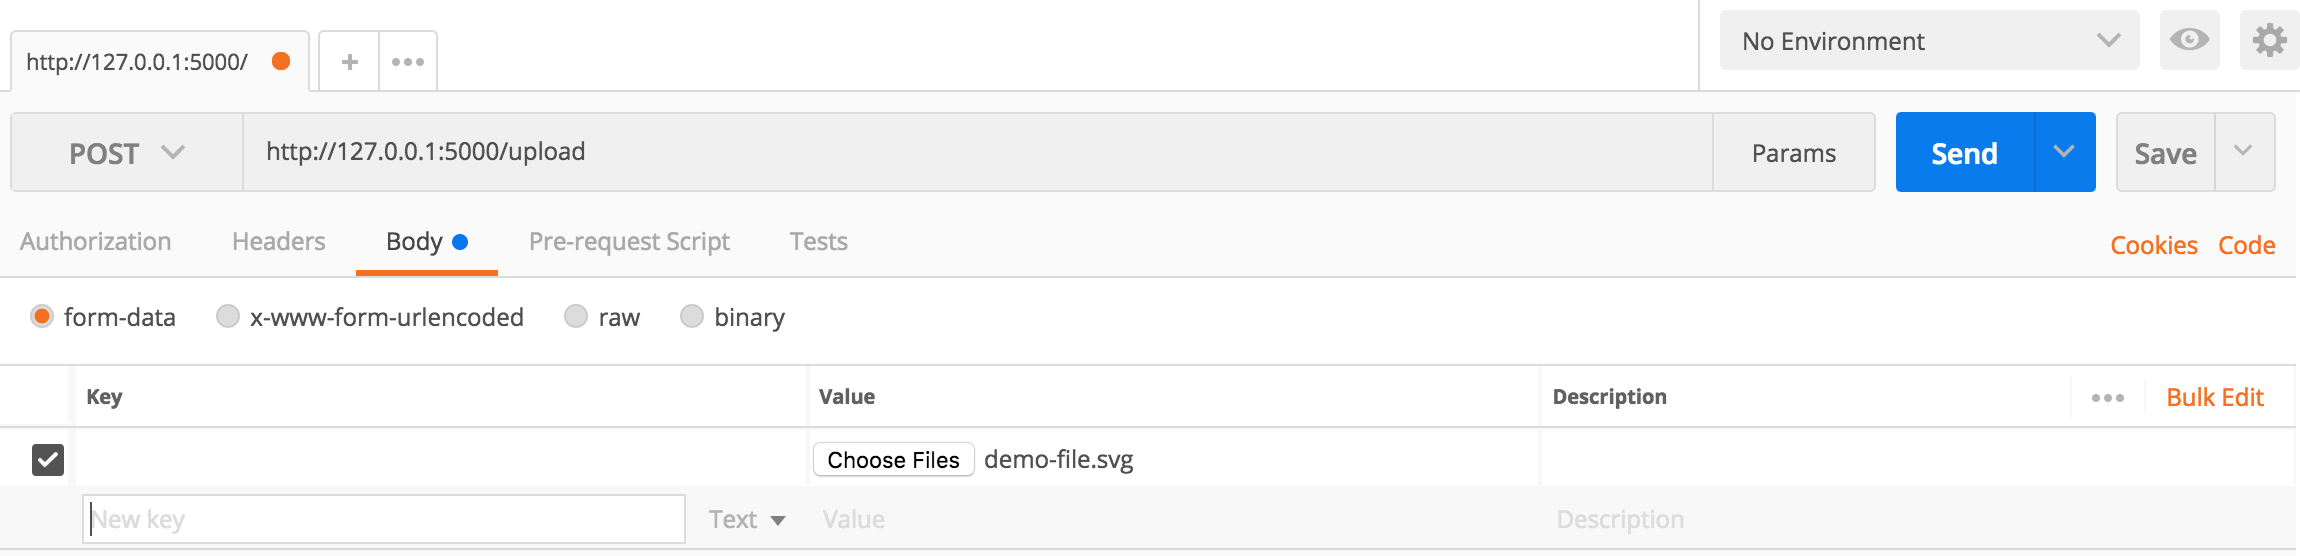 http://127.0.0.1:5000/ + ••• No Environment
POST http://127.0.0.1:5000/upload Params Send Save
Authorization Headers Body Pre-request Script Tests Cookies Code
form-data x-www-form-urlencoded raw binary
Key Value Description ••• Bulk Edit
Choose Files demo-file.svg
New key Text Value Description